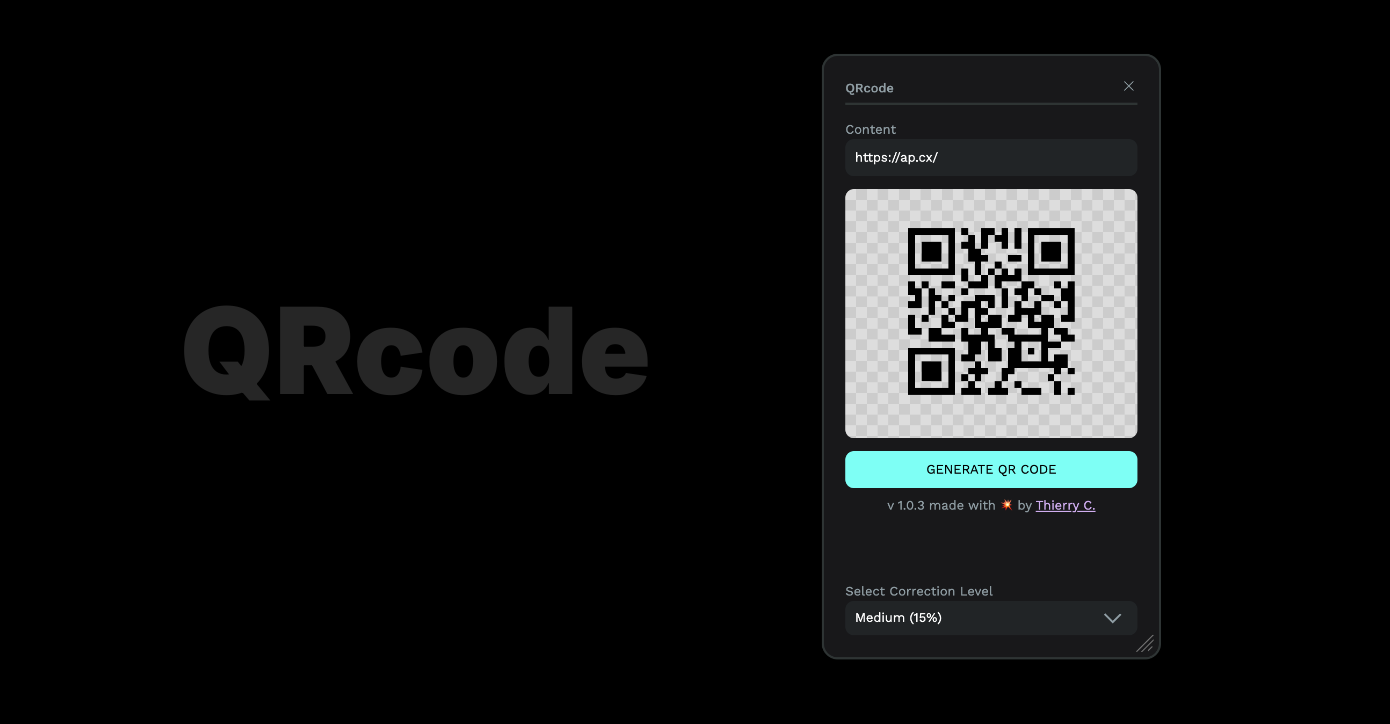 QRcode
QRcode
Content
https://ap.cx/
GENERATE QR CODE
v 1.0.3 made with 💥 by Thierry C.
Select Correction Level
Medium (15%)